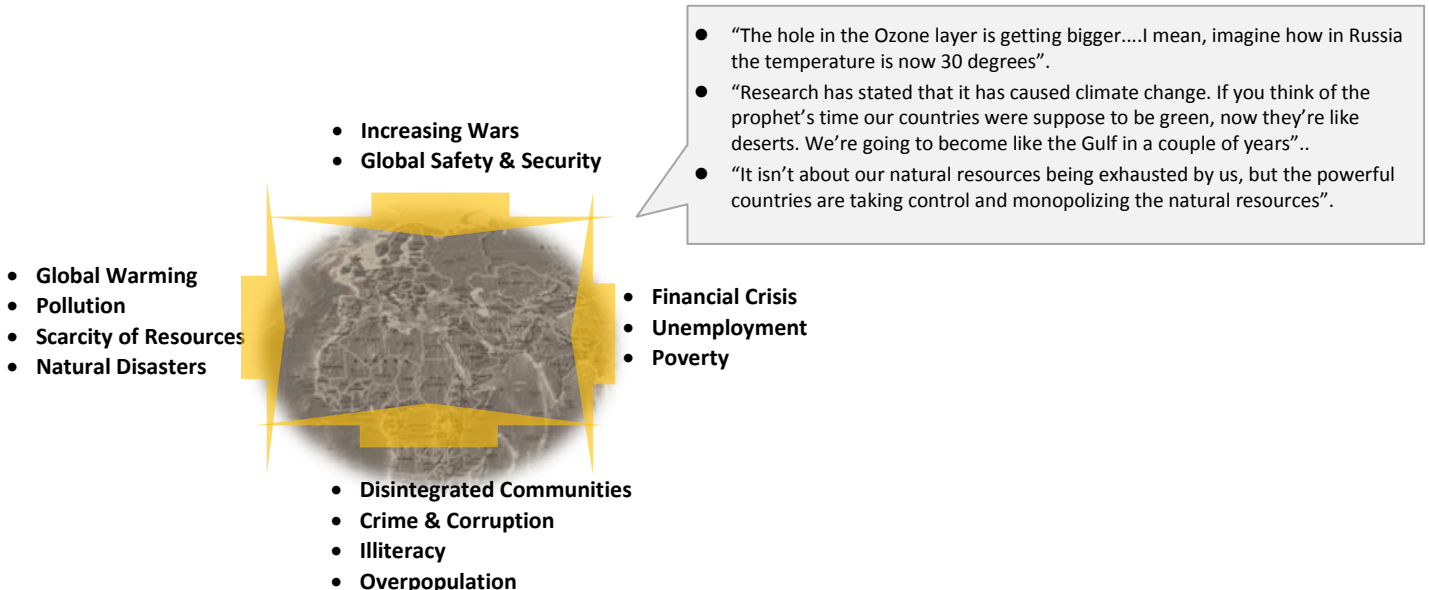 ● “The hole in the Ozone layer is getting bigger....I mean, imagine how in Russia
the temperature is now 30 degrees”.
● “Research has stated that it has caused climate change. If you think of the
prophet’s time our countries were suppose to be green, now they’re like
deserts. We’re going to become like the Gulf in a couple of years”..
● “It isn’t about our natural resources being exhausted by us, but the powerful
countries are taking control and monopolizing the natural resources”.
• Increasing Wars
• Global Safety & Security
• Global Warming
• Pollution
• Scarcity of Resources
• Natural Disasters
• Financial Crisis
• Unemployment
• Poverty
• Disintegrated Communities
• Crime & Corruption
• Illiteracy
• Overpopulation